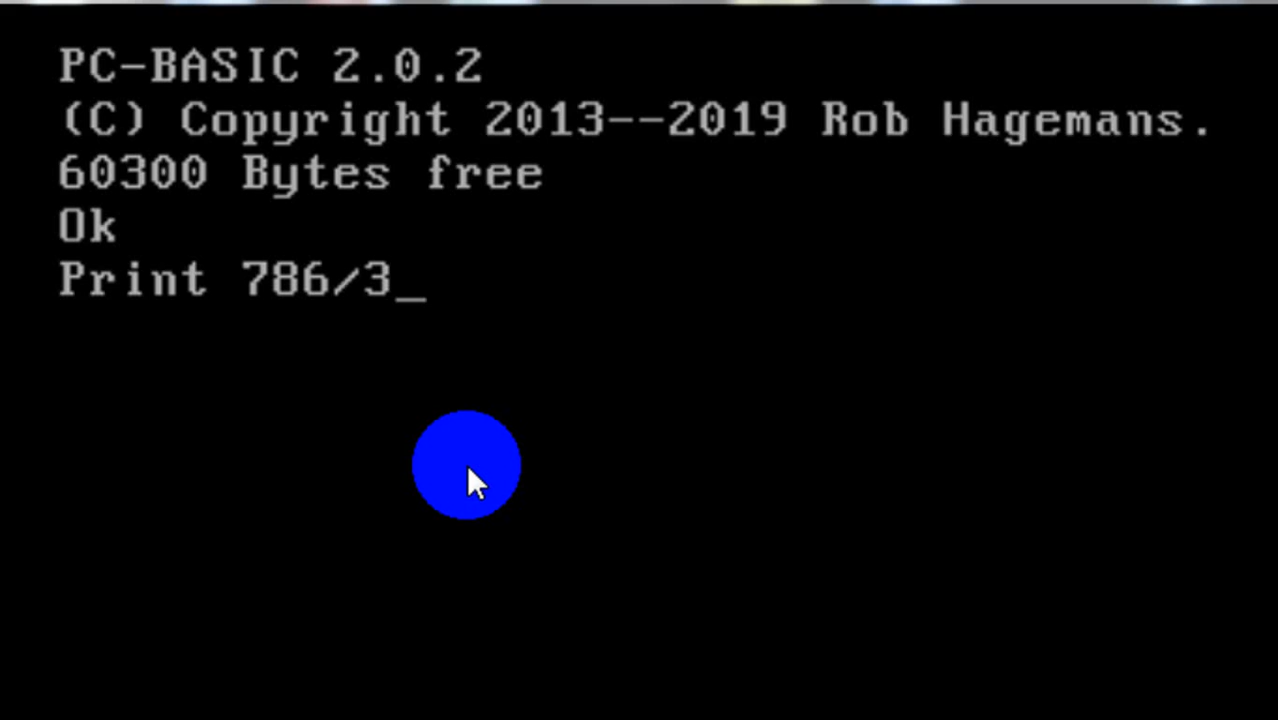 PC-BASIC 2.0.2
(C) Copyright 2013--2019 Rob Hagemans.
60300 Bytes free
Ok
Print 786/3_